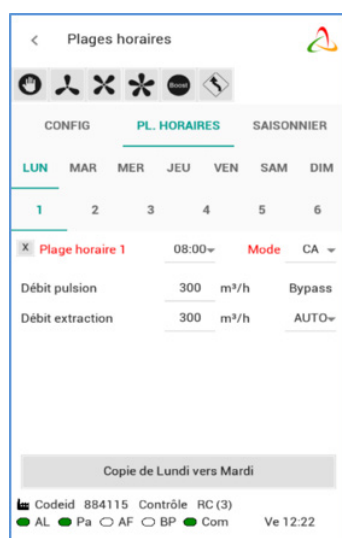 < Plages horaires
Boost
CONFIG PL. HORAIRES SAISONNIER
LUN MAR MER JEU VEN SAM DIM
1 2 3 4 5 6
X Plage horaire 1 08:00 Mode CA
Débit pulsion 300 m³/h Bypass
Débit extraction 300 m³/h AUTO
Copie de Lundi vers Mardi
Codeid 884115 Contrôle RC (3)
AL Pa AF BP Com Ve 12:22